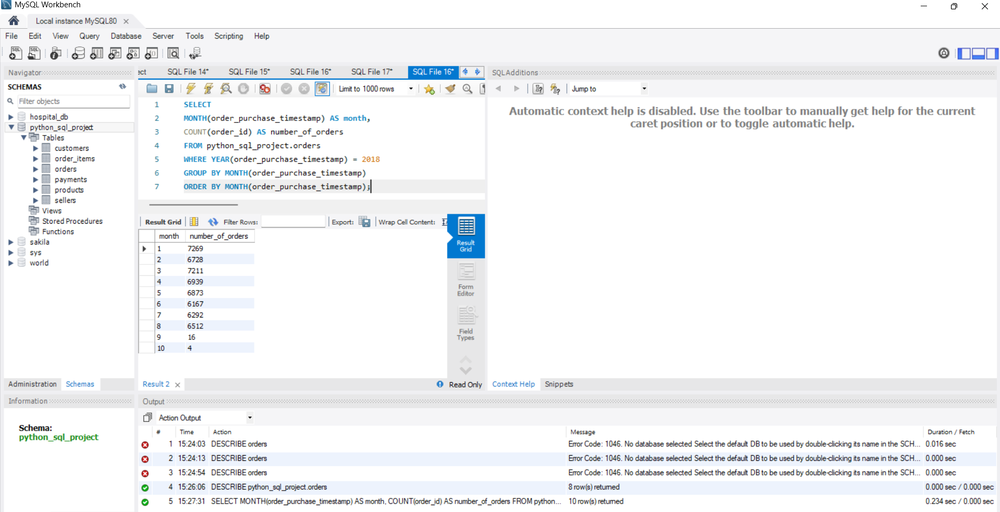 MySQL Workbench
Local instance MySQL80
File Edit View Query Database Server Tools Scripting Help
Navigator
SCHEMAS
Filter objects
hospital_db
python_sql_project
Tables
customers
order_items
orders
payments
products
sellers
Views
Stored Procedures
Functions
sakila
sys
world
Administration Schemas
Information
Schema:
python_sql_project
ect SQL File 14* SQL File 15* SQL File 16* SQL File 17* SQL File 16*
Limit to 1000 rows
1 SELECT
2 MONTH(order_purchase_timestamp) AS month,
3 COUNT(order_id) AS number_of_orders
4 FROM python_sql_project.orders
5 WHERE YEAR(order_purchase_timestamp) = 2018
6 GROUP BY MONTH(order_purchase_timestamp)
7 ORDER BY MONTH(order_purchase_timestamp);
Result Grid Filter Rows: Export: Wrap Cell Content:
month number_of_orders
1 7269
2 6728
3 7211
4 6939
5 6873
6 6167
7 6292
8 6512
9 16
10 4
Result
Grid
Form
Editor
Field
Types
Result 2 Read Only
SQLAdditions
Jump to
Automatic context help is disabled. Use the toolbar to manually get help for the current
caret position or to toggle automatic help.
Context Help Snippets
Output
Action Output
# Time Action Message Duration / Fetch
1 15:24:03 DESCRIBE orders Error Code: 1046. No database selected Select the default DB to be used by double-clicking its name in the SCH... 0.016 sec
2 15:24:13 DESCRIBE orders Error Code: 1046. No database selected Select the default DB to be used by double-clicking its name in the SCH... 0.000 sec
3 15:24:54 DESCRIBE orders Error Code: 1046. No database selected Select the default DB to be used by double-clicking its name in the SCH... 0.000 sec
4 15:26:06 DESCRIBE python_sql_project.orders 8 row(s) returned 0.000 sec / 0.000 sec
5 15:27:31 SELECT MONTH(order_purchase_timestamp) AS month, COUNT(order_id) AS number_of_orders FROM python... 10 row(s) returned 0.234 sec / 0.000 sec